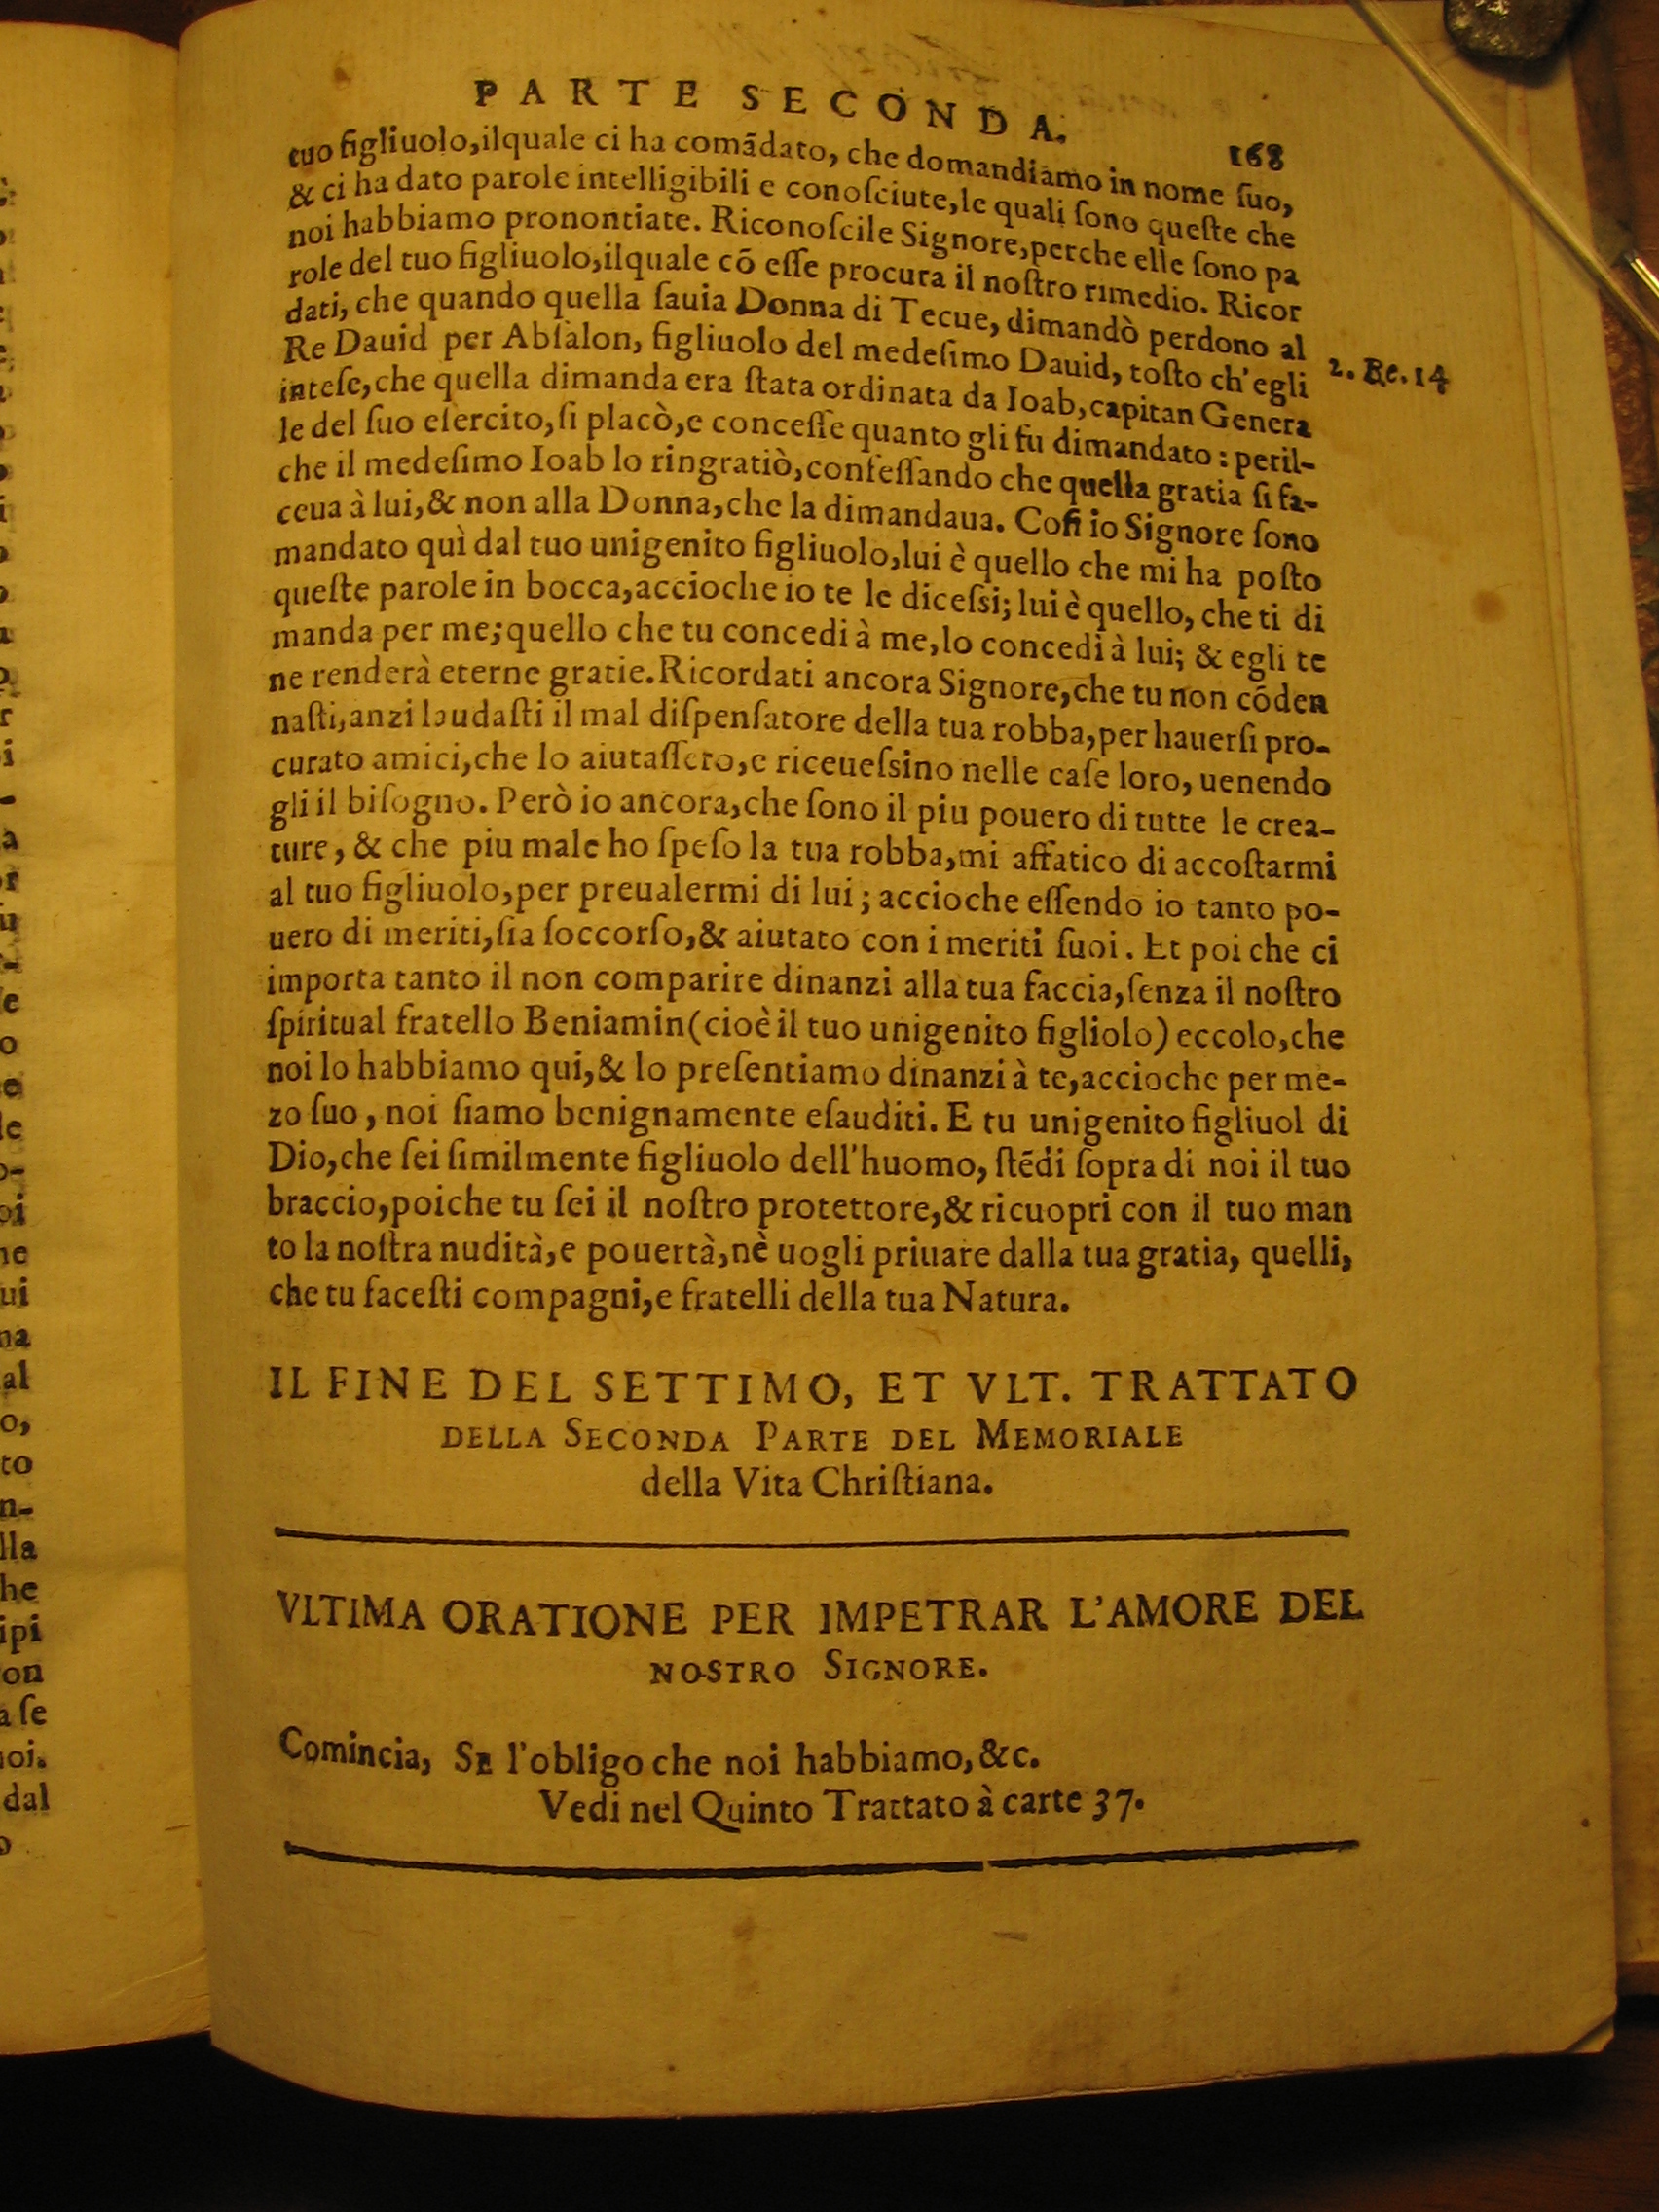 PARTE SECONDA.
168
tuo figliuolo,ilquale ci ha comãdato, che domandiamo in nome ſuo,
& ci ha dato parole intelligibili e conoſciute,le quali ſono queſte che
noi habbiamo pronontiate. Riconoſcile Signore,perche elle ſono pa
role del tuo figliuolo,ilquale cõ eſſe procura il noſtro rimedio. Ricor
dati, che quando quella ſauia Donna di Tecue, dimandò perdono al
Re Dauid per Abſalon, figliuolo del medeſimo Dauid, toſto ch'egli
2. Re. 14
inteſe,che quella dimanda era ſtata ordinata da Ioab,capitan Genera
le del ſuo eſercito,ſi placò,e conceſſe quanto gli fu dimandato : peril-
che il medeſimo Ioab lo ringratiò,confeſſando che quella gratia ſi fa-
ceua à lui,& non alla Donna,che la dimandaua. Coſi io Signore ſono
mandato quì dal tuo unigenito figliuolo,lui è quello che mi ha poſto
queſte parole in bocca,accioche io te le diceſsi; lui è quello, che ti di
manda per me;quello che tu concedi à me,lo concedi à lui; & egli te
ne renderà eterne gratie.Ricordati ancora Signore,che tu non cõden
naſti,anzi laudaſti il mal diſpenſatore della tua robba,per hauerſi pro-
curato amici,che lo aiutaſſero,e riceueſsino nelle caſe loro, uenendo
gli il biſogno. Però io ancora,che ſono il piu pouero di tutte le crea-
ture, & che piu male ho ſpeſo la tua robba,mi affatico di accoſtarmi
al tuo figliuolo,per preualermi di lui ; accioche eſſendo io tanto po-
uero di meriti,ſia ſoccorſo,& aiutato con i meriti ſuoi. Et poi che ci
importa tanto il non comparire dinanzi alla tua faccia,ſenza il noſtro
ſpiritual fratello Beniamin(cioè il tuo unigenito figliolo) eccolo,che
noi lo habbiamo qui,& lo preſentiamo dinanzi à te,accioche per me-
zo ſuo, noi ſiamo benignamente eſauditi. E tu unigenito figliuol di
Dio,che ſei ſimilmente figliuolo dell'huomo, ſtẽdi ſopra di noi il tuo
braccio,poiche tu ſei il noſtro protettore,& ricuopri con il tuo man
to la noſtra nudità,e pouertà,nè uogli priuare dalla tua gratia, quelli,
che tu faceſti compagni,e fratelli della tua Natura.
IL FINE DEL SETTIMO, ET VLT. TRATTATO
DELLA SECONDA PARTE DEL MEMORIALE
della Vita Chriſtiana.
VLTIMA ORATIONE PER IMPETRAR L'AMORE DEL
NOSTRO SIGNORE.
Comincia, SE l'obligo che noi habbiamo,&c.
Vedi nel Quinto Trattato à carte 37.